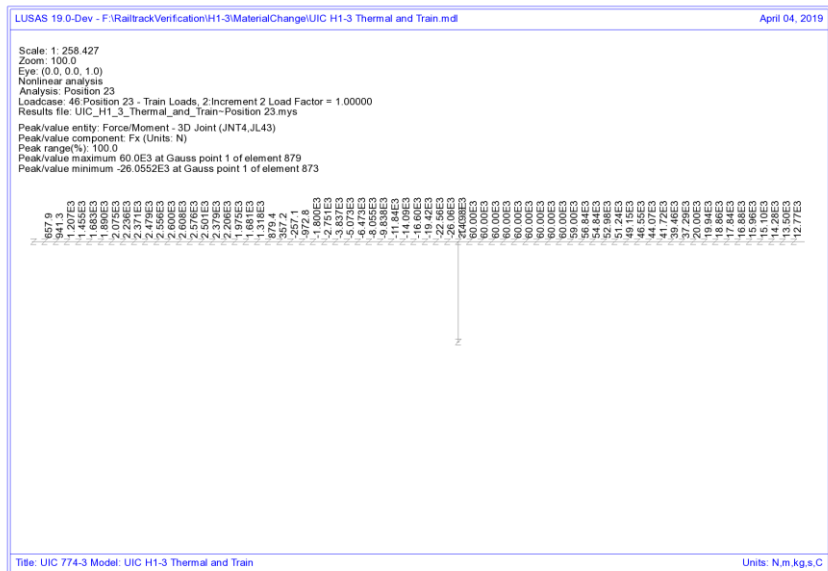 LUSAS 19.0-Dev - F:\RailtrackVerification\H1-3\MaterialChange\UIC H1-3 Thermal and Train.mdl
April 04, 2019
Scale: 1: 258.427
Zoom: 100.0
Eye: (0.0, 0.0, 1.0)
Nonlinear analysis
Analysis: Position 23
Loadcase: 46:Position 23 - Train Loads, 2:Increment 2 Load Factor = 1.00000
Results file: UIC_H1_3_Thermal_and_Train~Position 23.mys
Peak/value entity: Force/Moment - 3D Joint (JNT4,JL43)
Peak/value component: Fx (Units: N)
Peak range(%): 100.0
Peak/value maximum 60.0E3 at Gauss point 1 of element 879
Peak/value minimum -26.0552E3 at Gauss point 1 of element 873
657.9
941.3
1.207E3
1.455E3
1.683E3
1.890E3
2.075E3
2.236E3
2.371E3
2.479E3
2.556E3
2.600E3
2.608E3
2.576E3
2.501E3
2.379E3
2.206E3
1.975E3
1.681E3
1.318E3
879.4
357.2
-257.1
-972.8
-1.800E3
-2.751E3
-3.837E3
-5.073E3
-6.473E3
-8.055E3
-9.838E3
-11.84E3
-14.09E3
-16.60E3
-19.42E3
-22.56E3
-26.06E3
60.00E3
60.00E3
60.00E3
60.00E3
60.00E3
60.00E3
60.00E3
60.00E3
59.00E3
56.84E3
54.84E3
52.98E3
51.24E3
49.15E3
46.55E3
44.07E3
41.72E3
39.46E3
37.29E3
20.00E3
19.94E3
18.86E3
17.84E3
16.88E3
15.96E3
15.10E3
14.28E3
13.50E3
12.77E3
Title: UIC 774-3 Model: UIC H1-3 Thermal and Train
Units: N,m,kg,s,C